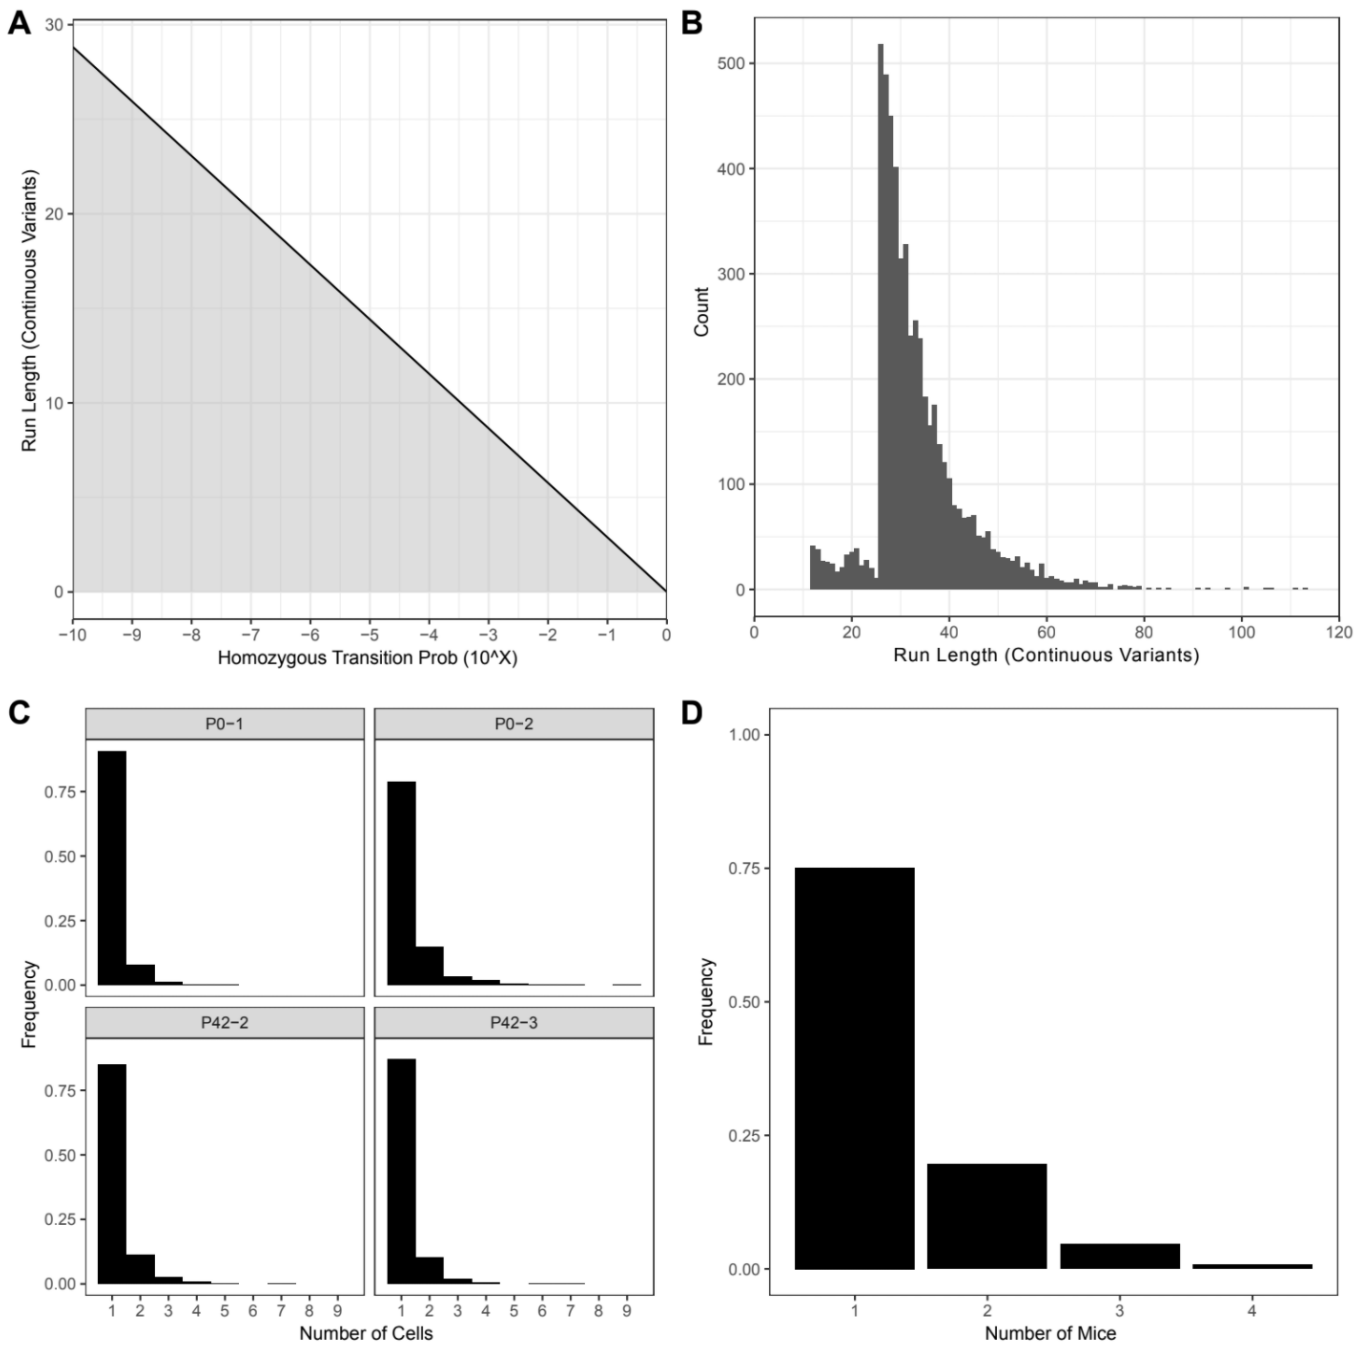 A
30
20
10
0
Run Length (Continuous Variants)
−10 −9 −8 −7 −6 −5 −4 −3 −2 −1 0
Homozygous Transition Prob (10^X)
B
500
400
300
200
100
0
Count
0 20 40 60 80 100 120
Run Length (Continuous Variants)
C
P0−1 P0−2
0.75
0.50
0.25
0.00
Frequency
P42−2 P42−3
0.75
0.50
0.25
0.00
1 2 3 4 5 6 7 8 9 1 2 3 4 5 6 7 8 9
Number of Cells
D
1.00
0.75
0.50
0.25
0.00
Frequency
1 2 3 4
Number of Mice